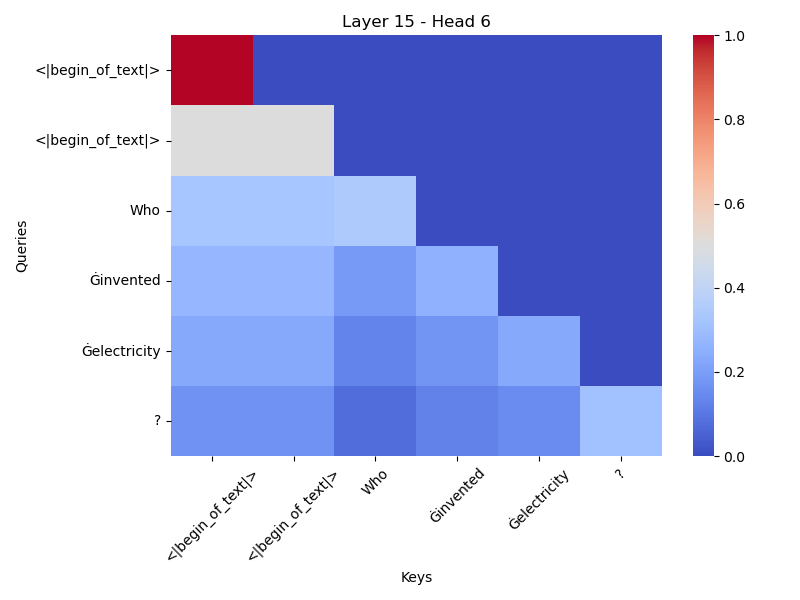 Layer 15 - Head 6
<|begin_of_text|>
<|begin_of_text|>
Who
Ġinvented
Ġelectricity
?
Queries
<|begin_of_text|>
<|begin_of_text|>
Who
Ġinvented
Ġelectricity
?
Keys
1.0
0.8
0.6
0.4
0.2
0.0